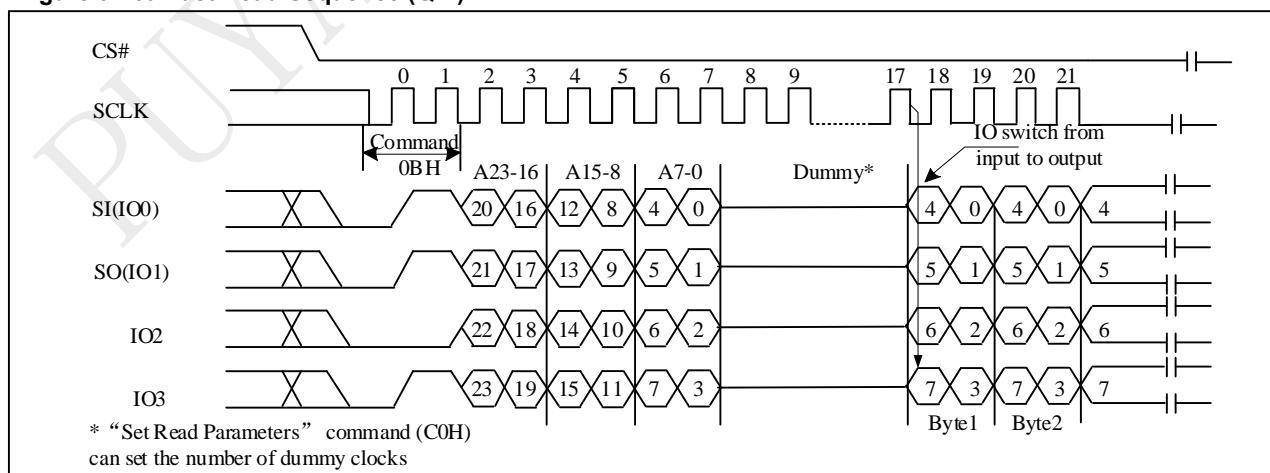 PUYA
CS#
0 1 2 3 4 5 6 7 8 9 17 18 19 20 21
SCLK
Command
0BH
IO switch from
input to output
A23-16 A15-8 A7-0 Dummy*
SI(IO0) 20 16 12 8 4 0 4 0 4 0 4
SO(IO1) 21 17 13 9 5 1 5 1 5 1 5
IO2 22 18 14 10 6 2 6 2 6 2 6
IO3 23 19 15 11 7 3 7 3 7 3 7
Byte1 Byte2
* “Set Read Parameters” command (C0H)
can set the number of dummy clocks